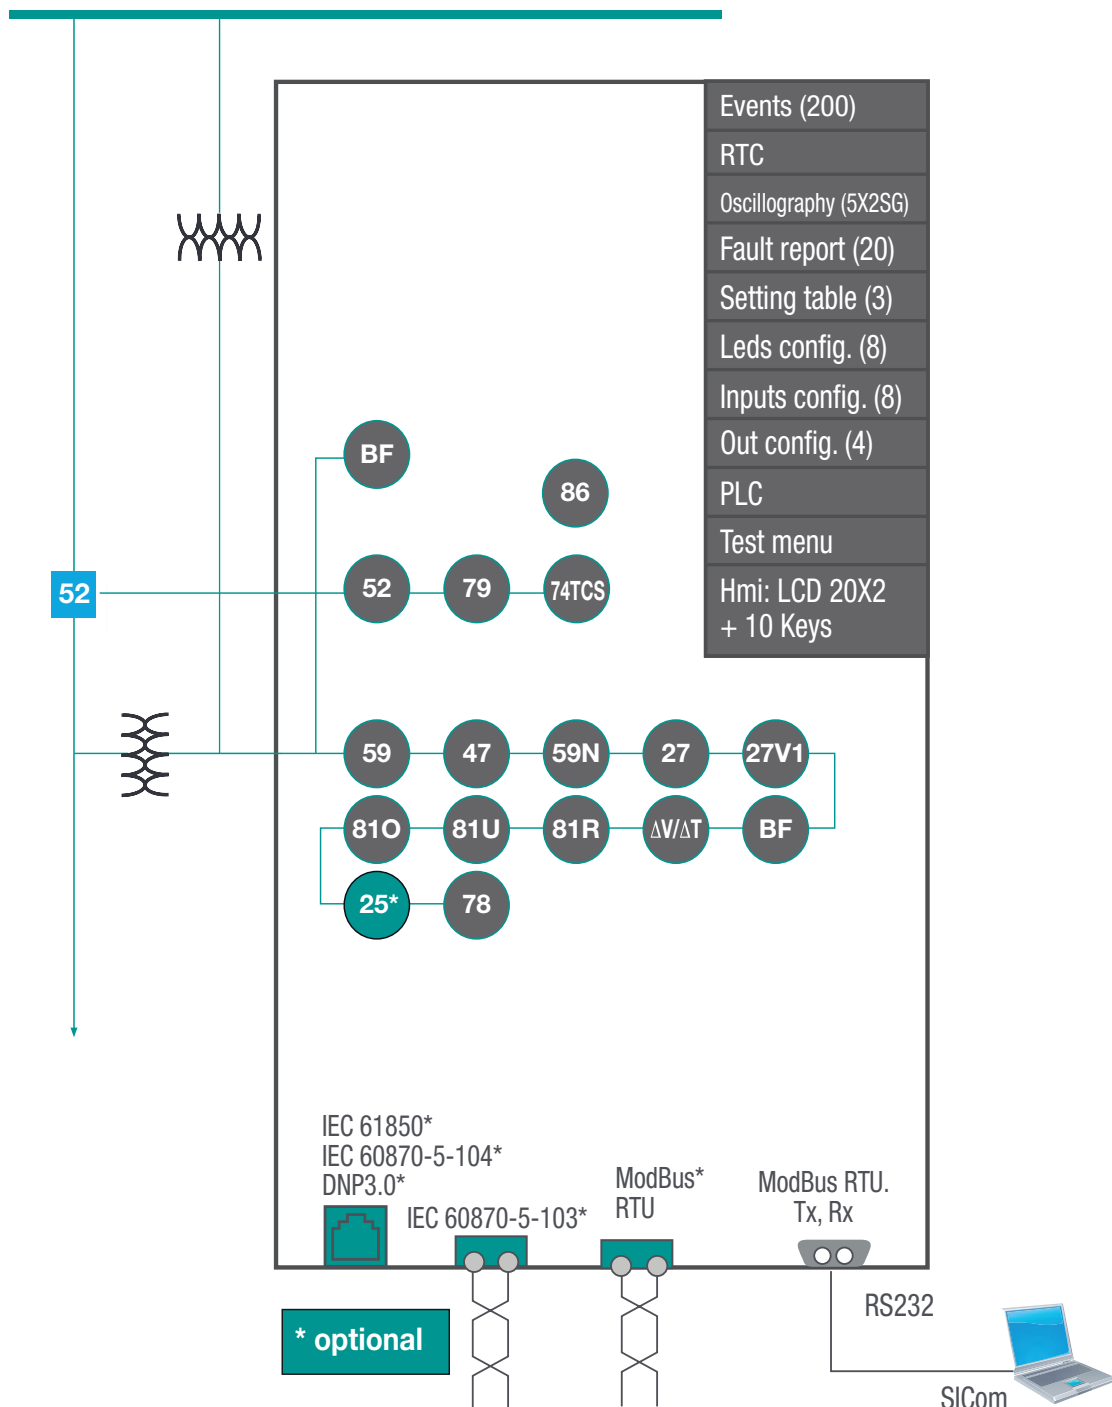 Events (200)
RTC
Oscillography (5X2SG)
Fault report (20)
Setting table (3)
Leds config. (8)
Inputs config. (8)
Out config. (4)
PLC
Test menu
Hmi: LCD 20X2
+ 10 Keys
BF
86
52
52
79
74TCS
59
47
59N
27
27V1
81O
81U
81R
ΔV/ΔT
BF
25*
78
IEC 61850*
IEC 60870-5-104*
DNP3.0*
IEC 60870-5-103*
ModBus*
RTU
ModBus RTU.
Tx, Rx
RS232
* optional
SICom